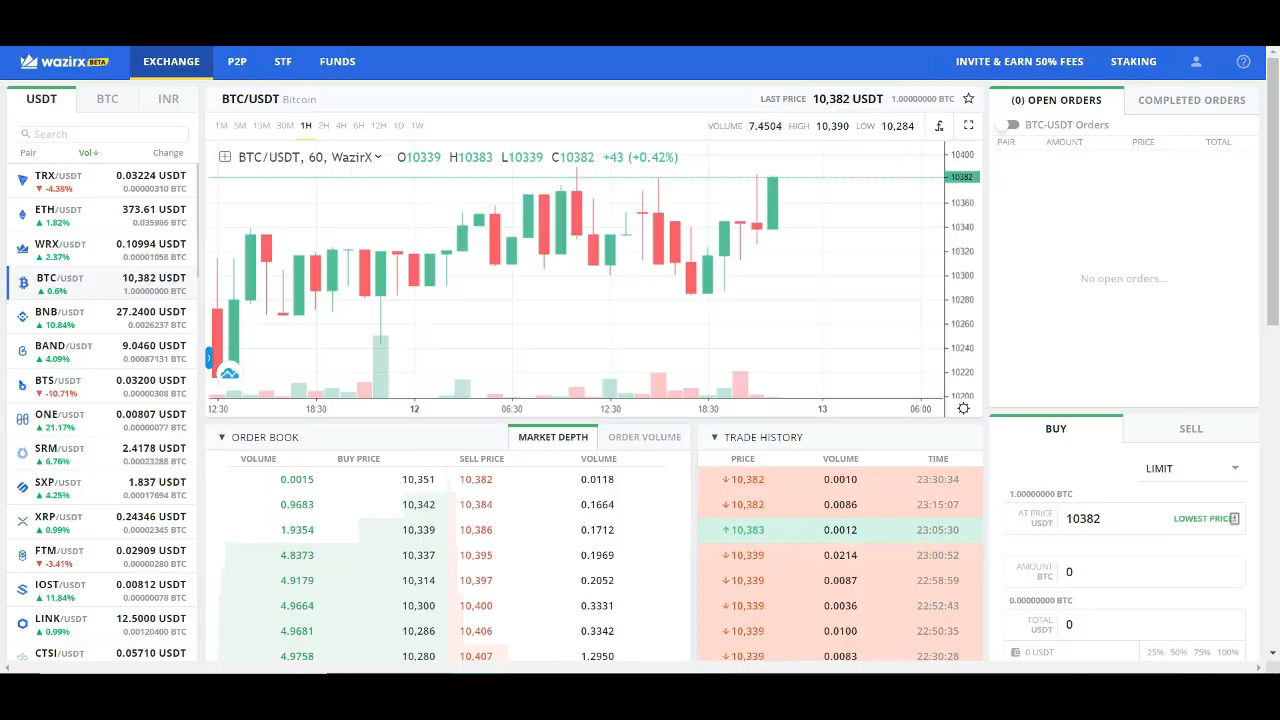 wazirx BETA EXCHANGE P2P STF FUNDS INVITE & EARN 50% FEES STAKING
USDT BTC INR
Search
Pair Vol Change
TRX/USDT 0.03224 USDT
-4.38% 0.00000310 BTC
ETH/USDT 373.61 USDT
1.82% 0.035986 BTC
WRX/USDT 0.10994 USDT
2.37% 0.00001058 BTC
BTC/USDT 10,382 USDT
0.6% 1.00000000 BTC
BNB/USDT 27.2400 USDT
10.84% 0.0026237 BTC
BAND/USDT 9.0460 USDT
4.09% 0.00087131 BTC
BTS/USDT 0.03200 USDT
-10.71% 0.00000308 BTC
ONE/USDT 0.00807 USDT
21.17% 0.00000077 BTC
SRM/USDT 2.4178 USDT
6.76% 0.00023288 BTC
SXP/USDT 1.837 USDT
4.25% 0.00017694 BTC
XRP/USDT 0.24346 USDT
0.99% 0.00002345 BTC
FTM/USDT 0.02909 USDT
-3.41% 0.00000280 BTC
IOST/USDT 0.00812 USDT
11.84% 0.00000078 BTC
LINK/USDT 12.5000 USDT
0.99% 0.00120400 BTC
CTSI/USDT 0.05710 USDT
BTC/USDT Bitcoin LAST PRICE 10,382 USDT 1.00000000 BTC
1M 5M 15M 30M 1H 2H 4H 6H 12H 1D 1W VOLUME 7.4504 HIGH 10,390 LOW 10,284
BTC/USDT, 60, WazirX O10339 H10383 L10339 C10382 +43 (+0.42%)
10400
10382
10360
10340
10320
10300
10280
10260
10240
10220
10200
12:30 18:30 12 06:30 12:30 18:30 13 06:00
ORDER BOOK MARKET DEPTH ORDER VOLUME
VOLUME BUY PRICE SELL PRICE VOLUME
0.0015 10,351 10,382 0.0118
0.9683 10,342 10,384 0.1664
1.9354 10,339 10,386 0.1712
4.8373 10,337 10,395 0.1969
4.9179 10,314 10,397 0.2052
4.9664 10,300 10,400 0.3331
4.9681 10,286 10,406 0.3342
4.9758 10,280 10,407 1.2950
TRADE HISTORY
PRICE VOLUME TIME
10,382 0.0010 23:30:34
10,382 0.0086 23:15:07
10,383 0.0012 23:05:30
10,339 0.0214 23:00:52
10,339 0.0087 22:58:59
10,339 0.0036 22:52:43
10,339 0.0100 22:50:35
10,339 0.0083 22:30:28
(0) OPEN ORDERS COMPLETED ORDERS
BTC-USDT Orders
PAIR AMOUNT PRICE TOTAL
No open orders...
BUY SELL
LIMIT
1.00000000 BTC
AT PRICE USDT 10382 LOWEST PRICE
AMOUNT BTC 0
0.00000000 BTC
TOTAL USDT 0
0 USDT 25% 50% 75% 100%